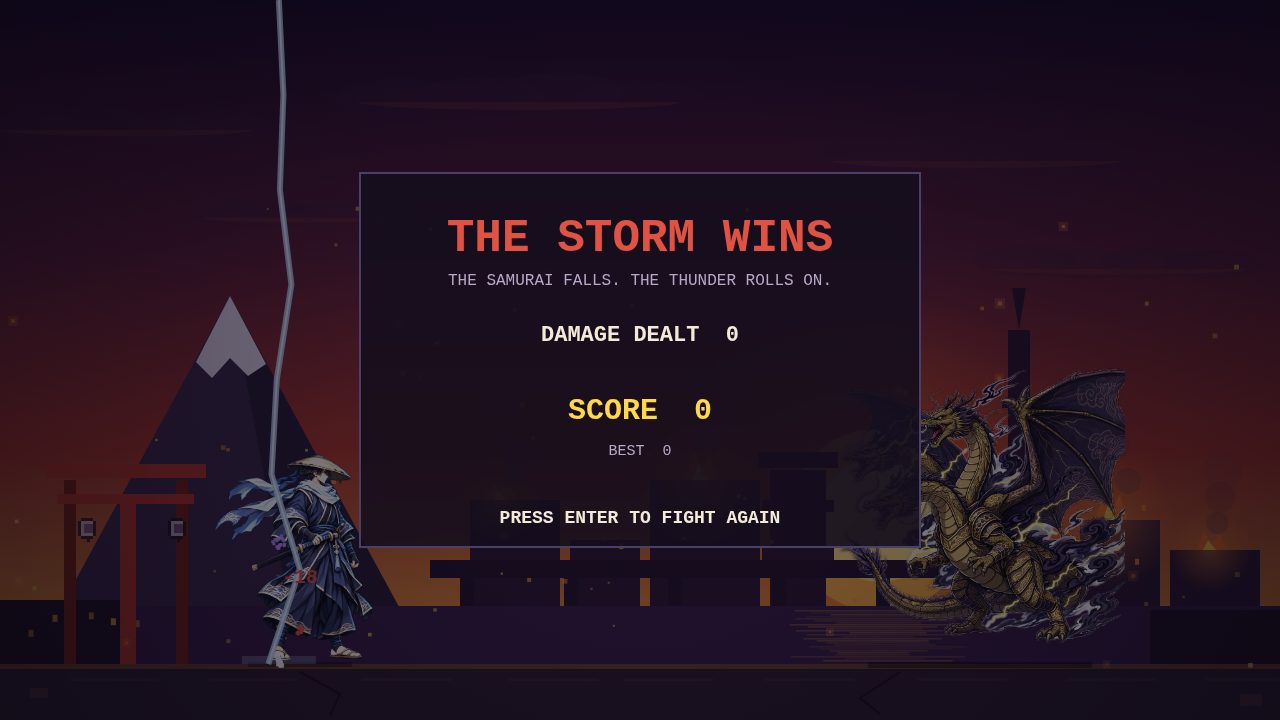 THE STORM WINS
THE SAMURAI FALLS. THE THUNDER ROLLS ON.
DAMAGE DEALT 0
SCORE 0
BEST 0
PRESS ENTER TO FIGHT AGAIN